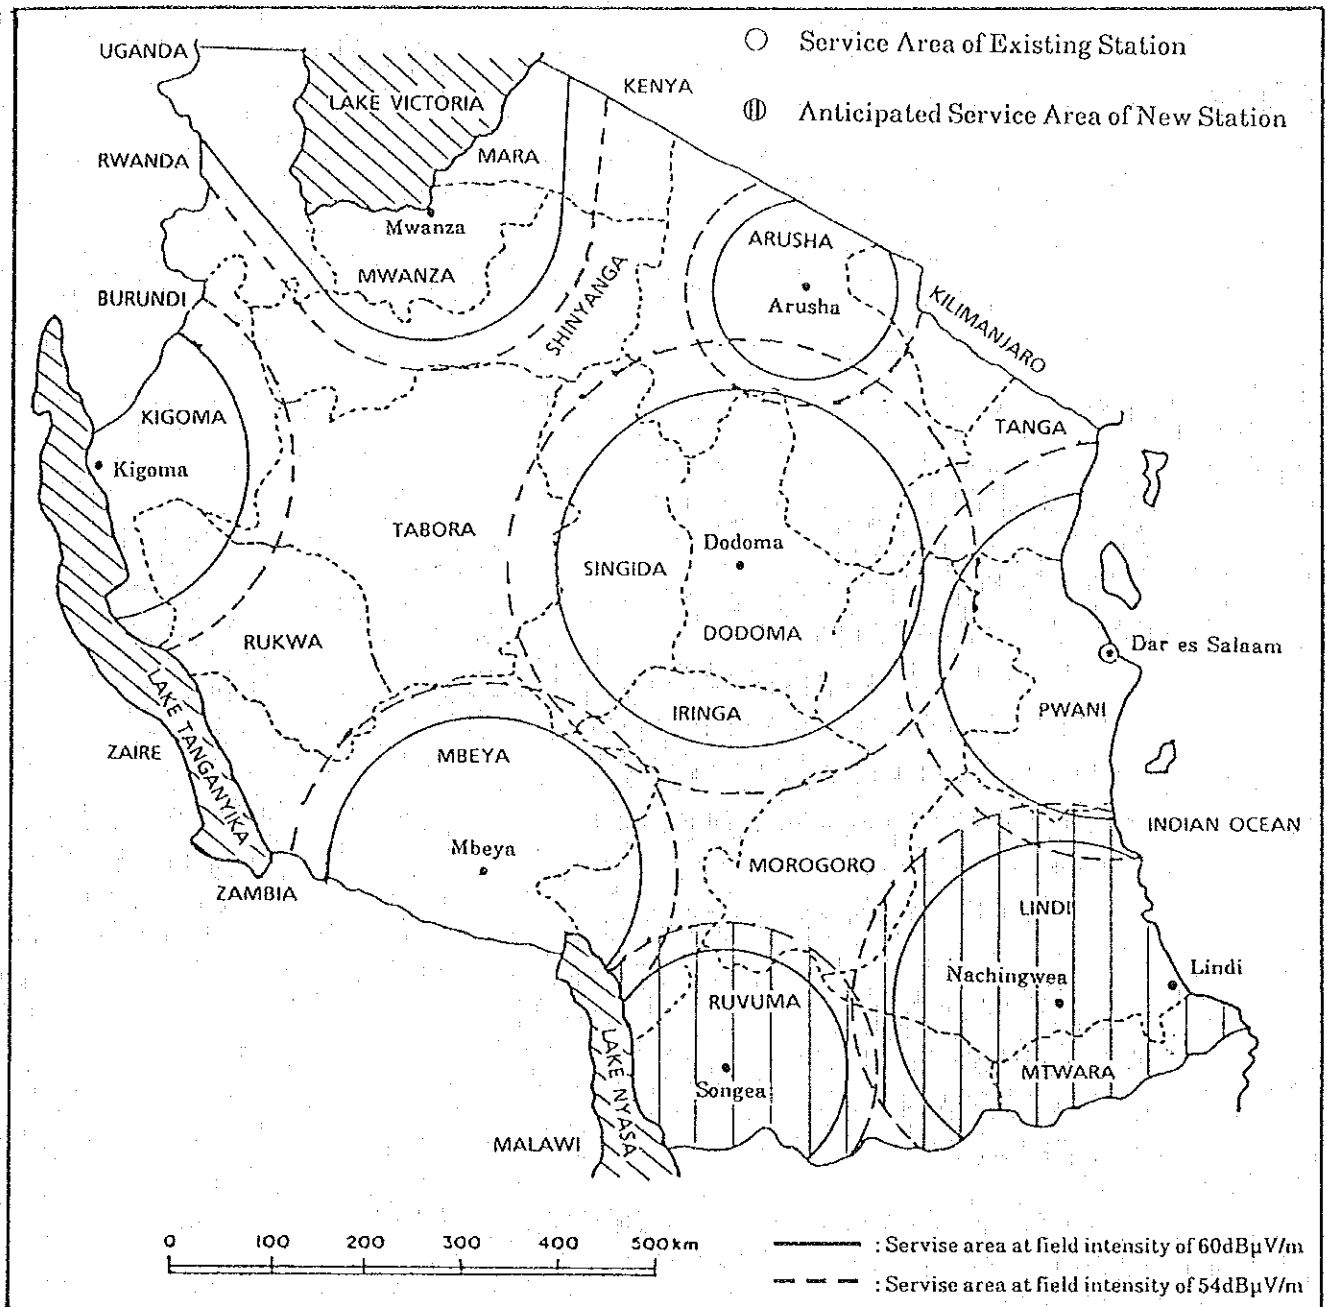 Service Area of Existing Station
Anticipated Service Area of New Station
UGANDA
LAKE VICTORIA
KENYA
RWANDA
MARA
Mwanza
MWANZA
SHINYANGA
ARUSHA
Arusha
KILIMANJARO
BURUNDI
KIGOMA
Kigoma
TANGA
TABORA
Dodoma
SINGIDA
DODOMA
RUKWA
Dar es Salaam
IRINGA
PWANI
LAKE TANGANYIKA
ZAIRE
MBEYA
Mbeya
INDIAN OCEAN
ZAMBIA
MOROGORO
LINDI
Lindi
Nachingwea
RUVUMA
LAKE NYASA
Songea
MTWARA
MALAWI
0 100 200 300 400 500km
: Servise area at field intensity of 60dBμV/m
: Servise area at field intensity of 54dBμV/m